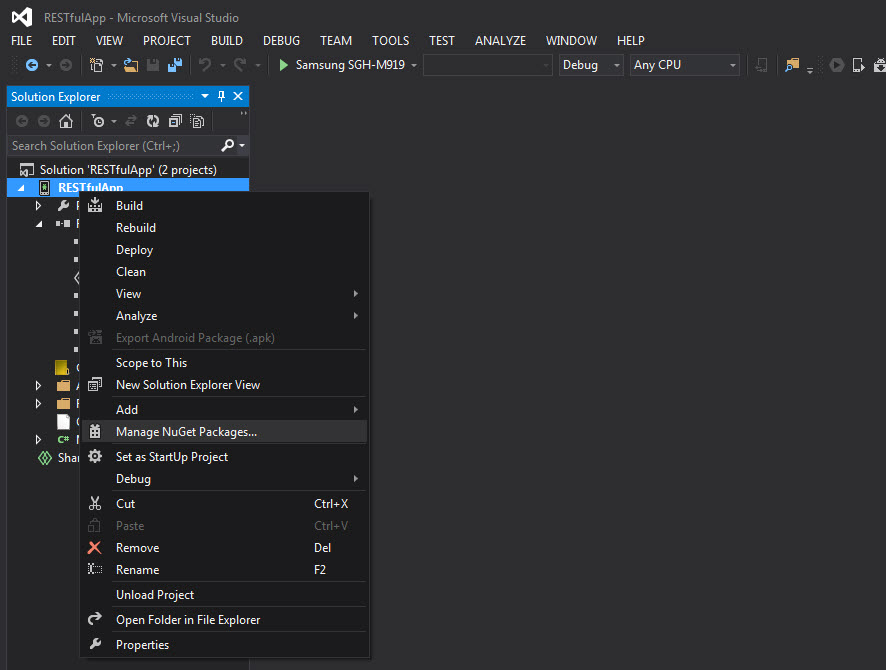 RESTfulApp - Microsoft Visual Studio
FILE EDIT VIEW PROJECT BUILD DEBUG TEAM TOOLS TEST ANALYZE WINDOW HELP
Samsung SGH-M919 Debug Any CPU
Solution Explorer
Search Solution Explorer (Ctrl+;)
Solution 'RESTfulApp' (2 projects)
RESTfulApp
Build
Rebuild
Deploy
Clean
View
Analyze
Export Android Package (.apk)
Scope to This
New Solution Explorer View
Add
Manage NuGet Packages...
Set as StartUp Project
Debug
Cut Ctrl+X
Paste Ctrl+V
Remove Del
Rename F2
Unload Project
Open Folder in File Explorer
Properties